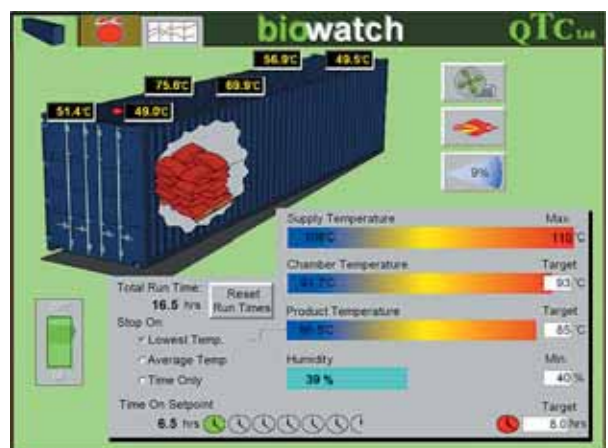 biowatch
QTC Ltd
56.9°C 49.5°C
75.6°C 69.9°C
51.4°C 49.0°C
9%
Supply Temperature Max.
110 °C
Chamber Temperature Target
93 °C
Total Run Time:
16.5 hrs
Reset
Run Times
Product Temperature Target
85 °C
Stop On
Lowest Temp.
Average Temp
Time Only
Humidity Min.
39 % 40 %
Time On Setpoint Target
6.5 hrs 8.0 hrs